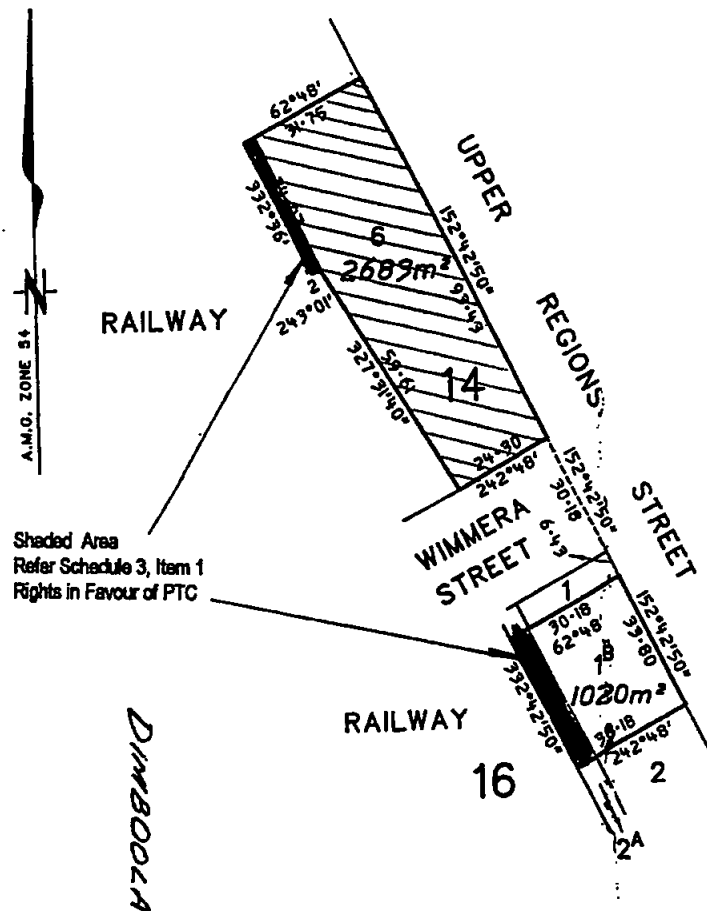 62°48'
31·75
UPPER
REGIONS
STREET
152°42'50"
99·43
332°36'
6
2689m²
2
243°01'
RAILWAY
59·61
327°31'40"
14
24·30
242°48'
N
A.M.G. ZONE 54
152°42'50"
30·18
WIMMERA
STREET
6·43
Shaded Area
Refer Schedule 3, Item 1
Rights in Favour of PTC
1
30·18
62°48'
152°42'50"
33·80
1B
1020m²
332°42'50"
RAILWAY
242°48'
16
2
2A
DIMBOOLA